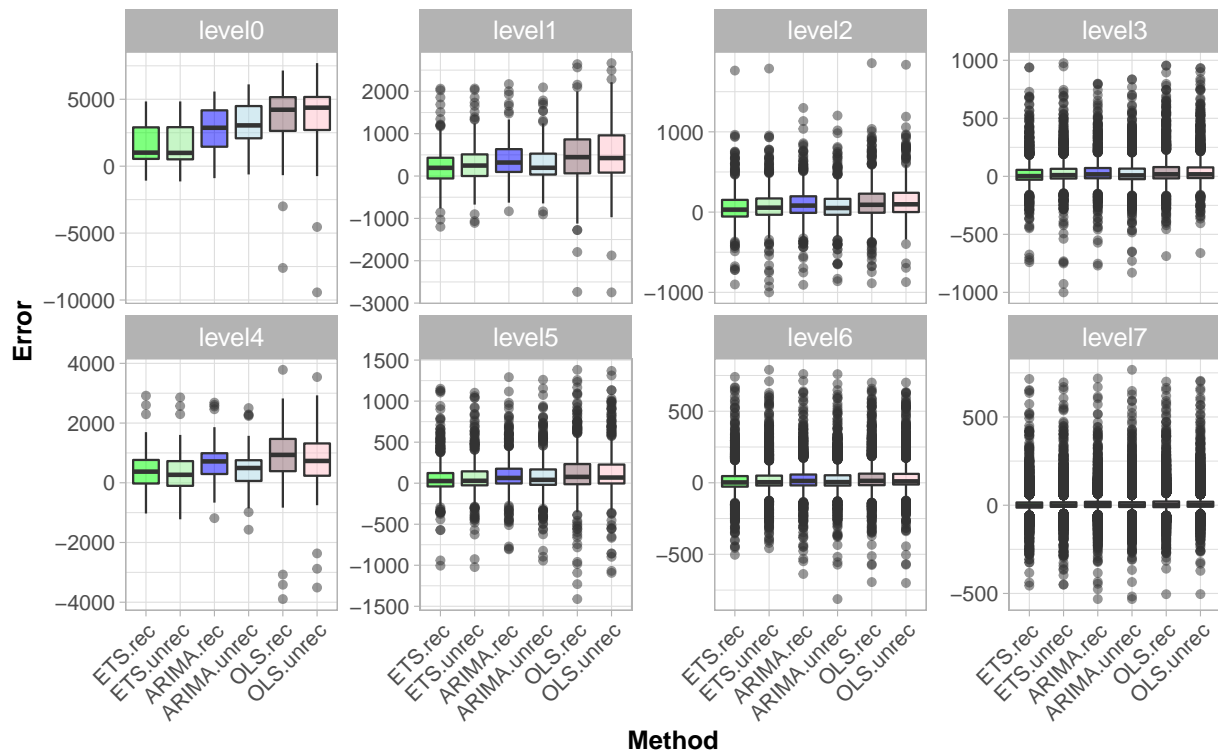 level0
level1
level2
level3
5000
0
−5000
−10000
2000
1000
0
−1000
−2000
−3000
1000
0
−1000
1000
500
0
−500
−1000
Error
level4
level5
level6
level7
4000
2000
0
−2000
−4000
1500
1000
500
0
−500
−1000
−1500
500
0
−500
500
0
−500
ETS.rec
ETS.unrec
ARIMA.rec
ARIMA.unrec
OLS.rec
OLS.unrec
ETS.rec
ETS.unrec
ARIMA.rec
ARIMA.unrec
OLS.rec
OLS.unrec
ETS.rec
ETS.unrec
ARIMA.rec
ARIMA.unrec
OLS.rec
OLS.unrec
ETS.rec
ETS.unrec
ARIMA.rec
ARIMA.unrec
OLS.rec
OLS.unrec
Method